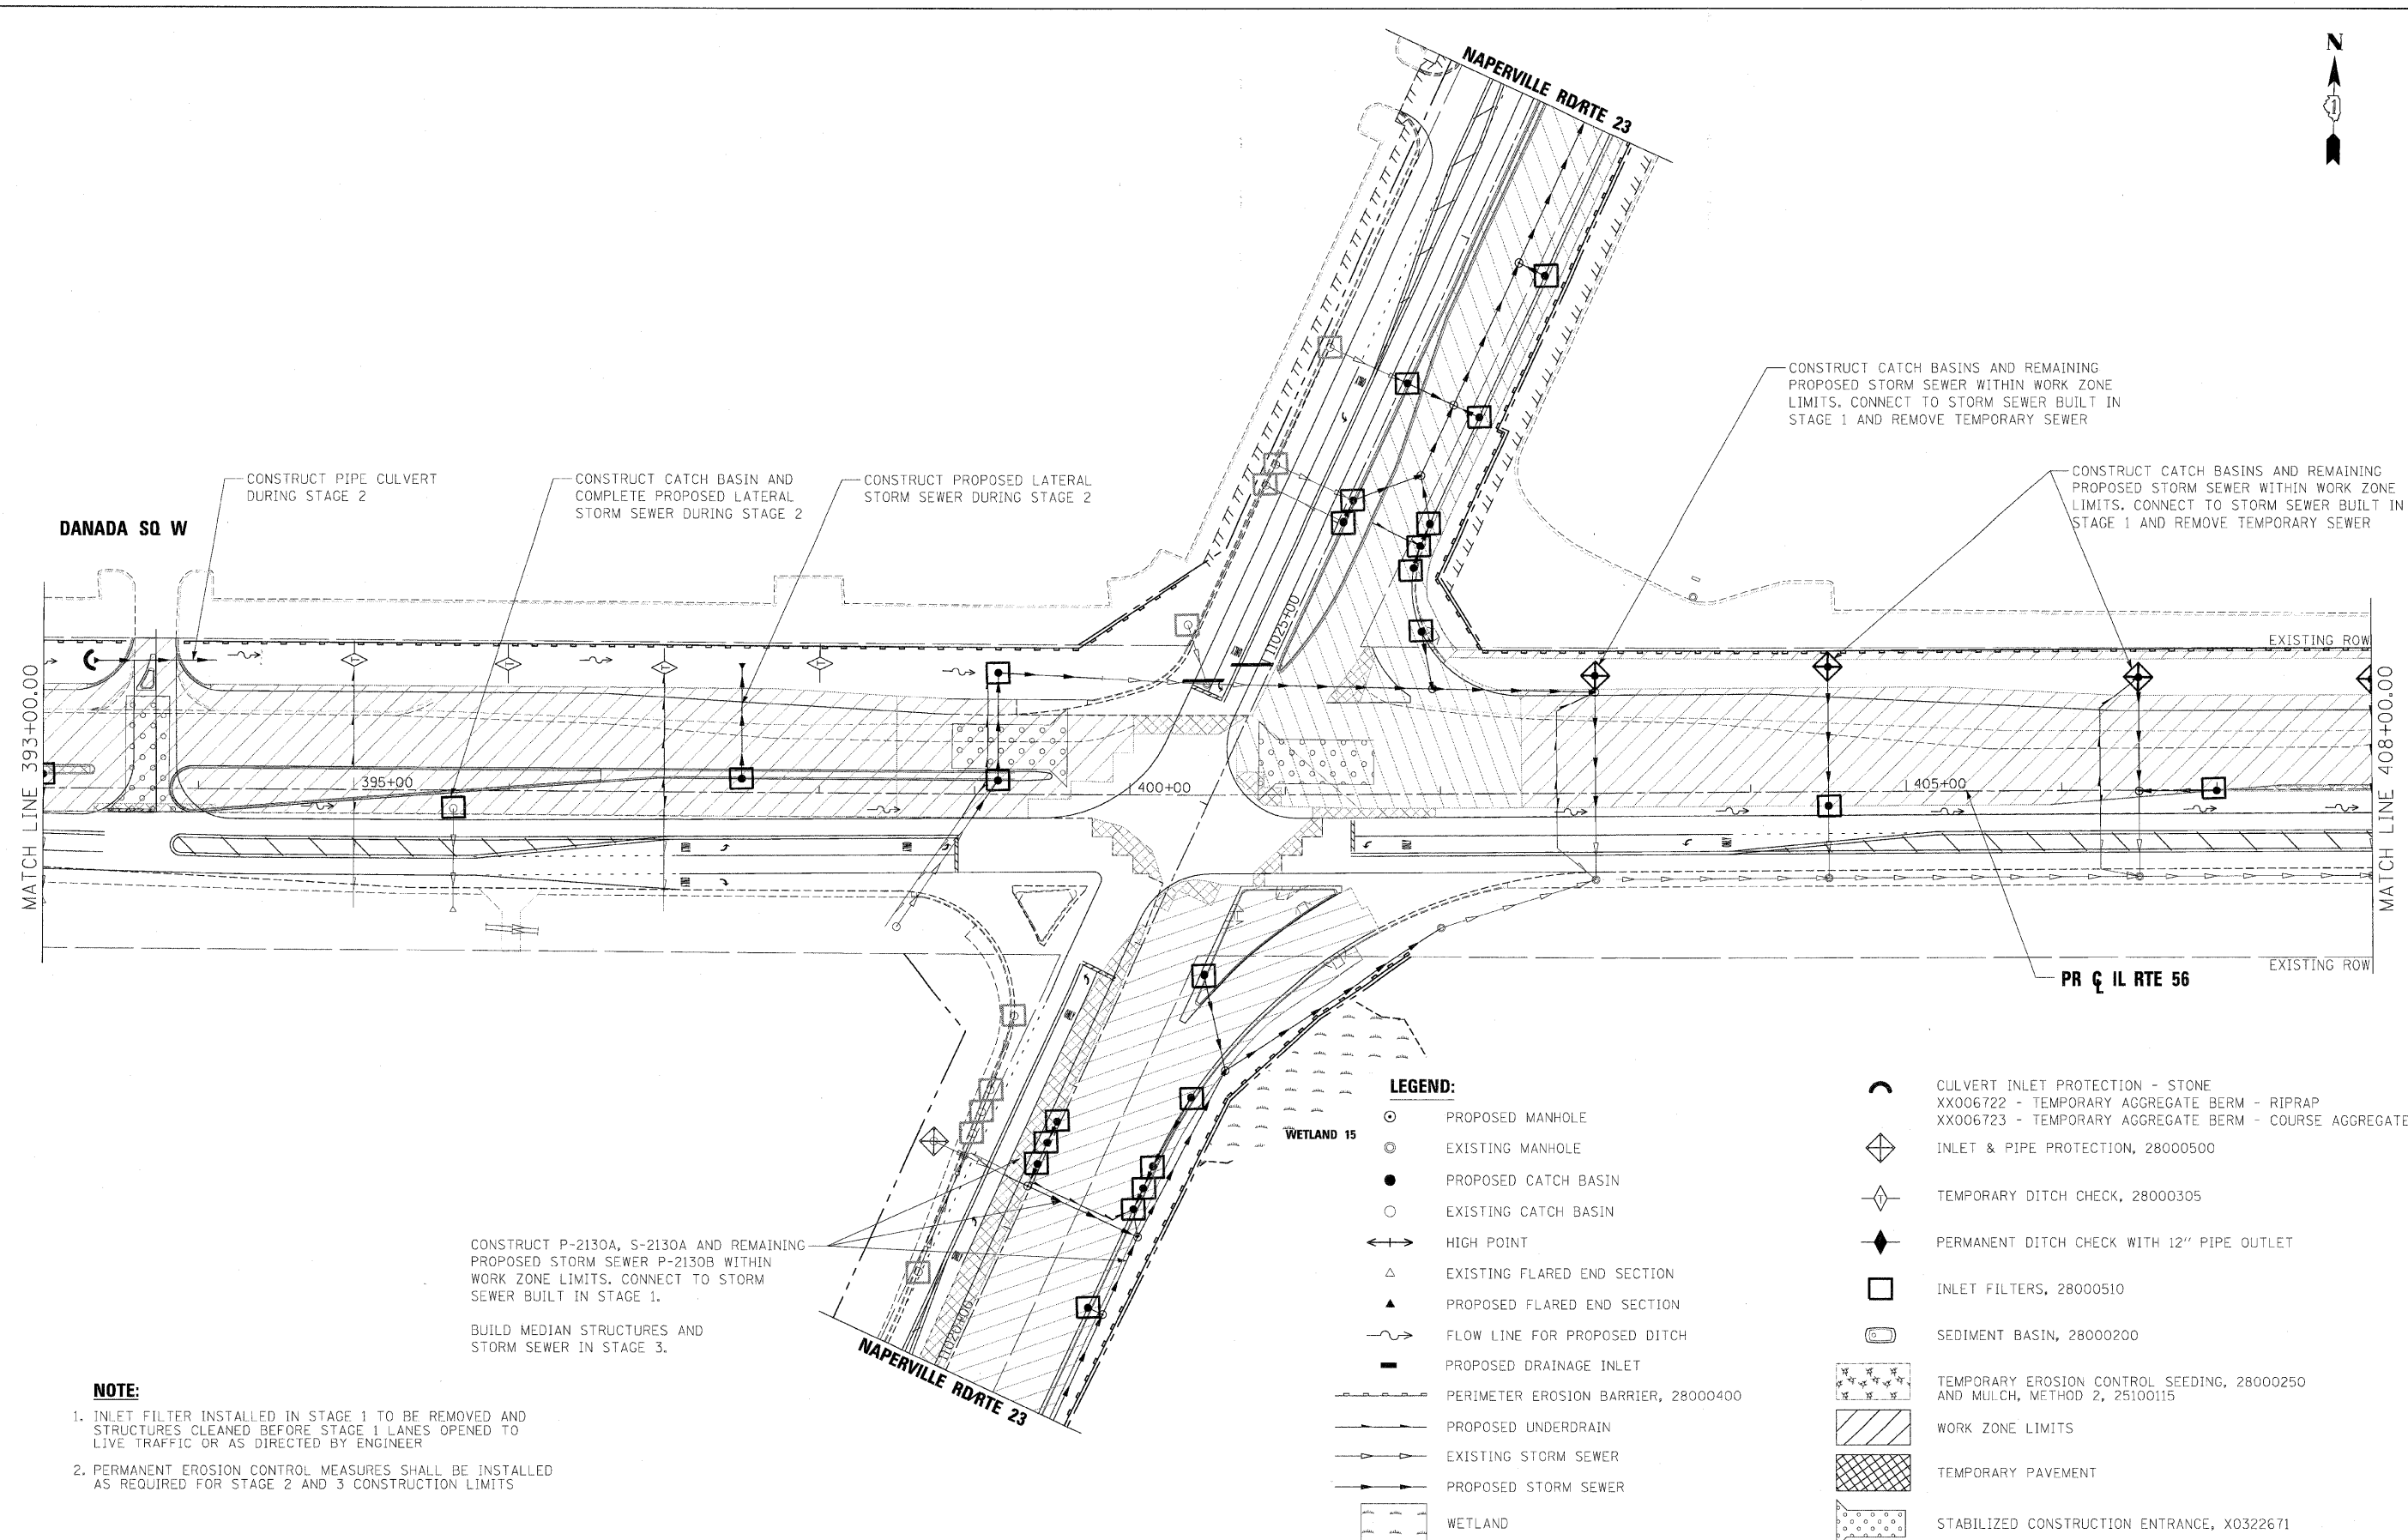 N
NAPERVILLE RD/RTE 23
CONSTRUCT CATCH BASINS AND REMAINING
PROPOSED STORM SEWER WITHIN WORK ZONE
LIMITS. CONNECT TO STORM SEWER BUILT IN
STAGE 1 AND REMOVE TEMPORARY SEWER
CONSTRUCT CATCH BASINS AND REMAINING
PROPOSED STORM SEWER WITHIN WORK ZONE
LIMITS. CONNECT TO STORM SEWER BUILT IN
STAGE 1 AND REMOVE TEMPORARY SEWER
CONSTRUCT PIPE CULVERT
DURING STAGE 2
CONSTRUCT CATCH BASIN AND
COMPLETE PROPOSED LATERAL
STORM SEWER DURING STAGE 2
CONSTRUCT PROPOSED LATERAL
STORM SEWER DURING STAGE 2
DANADA SQ W
11025+00
EXISTING ROW
MATCH LINE 393+00.00
395+00
400+00
405+00
MATCH LINE 408+00.00
EXISTING ROW
PR ℄ IL RTE 56
WETLAND 15
CONSTRUCT P-2130A, S-2130A AND REMAINING
PROPOSED STORM SEWER P-2130B WITHIN
WORK ZONE LIMITS. CONNECT TO STORM
SEWER BUILT IN STAGE 1.
BUILD MEDIAN STRUCTURES AND
STORM SEWER IN STAGE 3.
11020+00
NAPERVILLE RD/RTE 23
NOTE:
1. INLET FILTER INSTALLED IN STAGE 1 TO BE REMOVED AND
STRUCTURES CLEANED BEFORE STAGE 1 LANES OPENED TO
LIVE TRAFFIC OR AS DIRECTED BY ENGINEER
2. PERMANENT EROSION CONTROL MEASURES SHALL BE INSTALLED
AS REQUIRED FOR STAGE 2 AND 3 CONSTRUCTION LIMITS
LEGEND:
PROPOSED MANHOLE
EXISTING MANHOLE
PROPOSED CATCH BASIN
EXISTING CATCH BASIN
HIGH POINT
EXISTING FLARED END SECTION
PROPOSED FLARED END SECTION
FLOW LINE FOR PROPOSED DITCH
PROPOSED DRAINAGE INLET
PERIMETER EROSION BARRIER, 28000400
PROPOSED UNDERDRAIN
EXISTING STORM SEWER
PROPOSED STORM SEWER
WETLAND
CULVERT INLET PROTECTION - STONE
XX006722 - TEMPORARY AGGREGATE BERM - RIPRAP
XX006723 - TEMPORARY AGGREGATE BERM - COURSE AGGREGATE
INLET & PIPE PROTECTION, 28000500
TEMPORARY DITCH CHECK, 28000305
PERMANENT DITCH CHECK WITH 12" PIPE OUTLET
INLET FILTERS, 28000510
SEDIMENT BASIN, 28000200
TEMPORARY EROSION CONTROL SEEDING, 28000250
AND MULCH, METHOD 2, 25100115
WORK ZONE LIMITS
TEMPORARY PAVEMENT
STABILIZED CONSTRUCTION ENTRANCE, X0322671